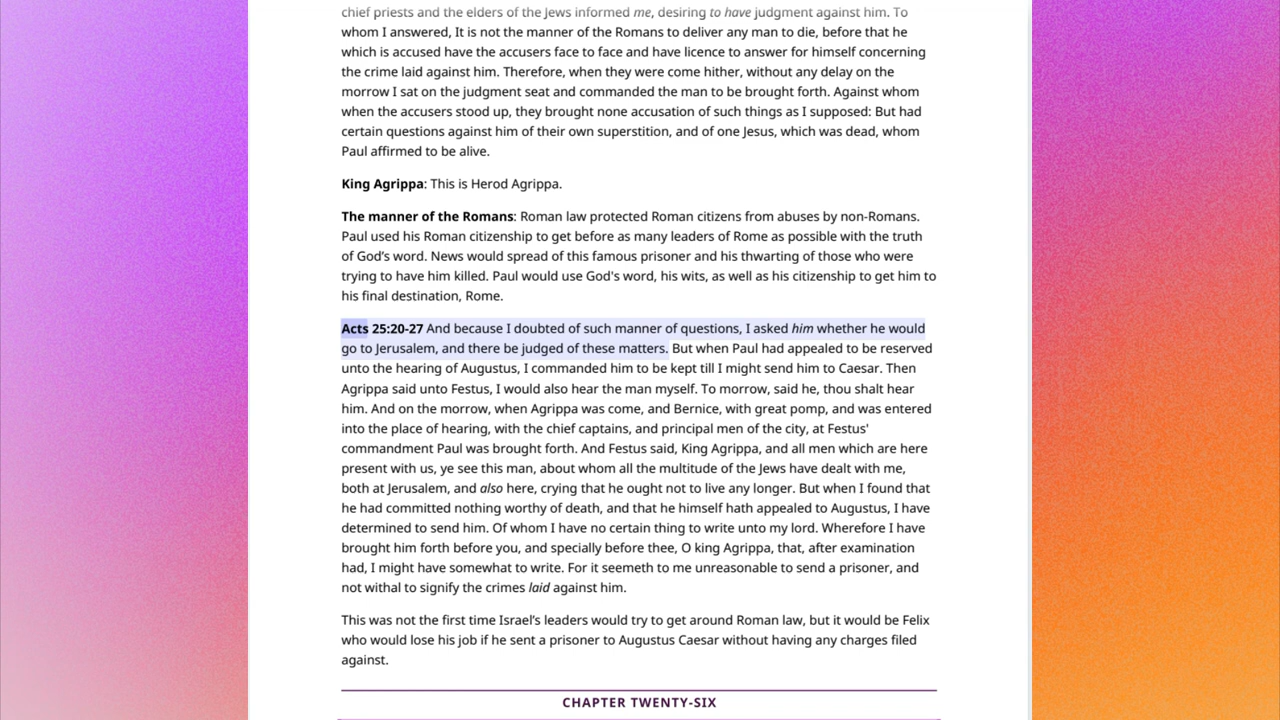 chief priests and the elders of the Jews informed me, desiring to have judgment against him. To
whom I answered, It is not the manner of the Romans to deliver any man to die, before that he
which is accused have the accusers face to face and have licence to answer for himself concerning
the crime laid against him. Therefore, when they were come hither, without any delay on the
morrow I sat on the judgment seat and commanded the man to be brought forth. Against whom
when the accusers stood up, they brought none accusation of such things as I supposed: But had
certain questions against him of their own superstition, and of one Jesus, which was dead, whom
Paul affirmed to be alive.
King Agrippa: This is Herod Agrippa.
The manner of the Romans: Roman law protected Roman citizens from abuses by non-Romans.
Paul used his Roman citizenship to get before as many leaders of Rome as possible with the truth
of God’s word. News would spread of this famous prisoner and his thwarting of those who were
trying to have him killed. Paul would use God's word, his wits, as well as his citizenship to get him to
his final destination, Rome.
Acts 25:20-27 And because I doubted of such manner of questions, I asked him whether he would
go to Jerusalem, and there be judged of these matters. But when Paul had appealed to be reserved
unto the hearing of Augustus, I commanded him to be kept till I might send him to Caesar. Then
Agrippa said unto Festus, I would also hear the man myself. To morrow, said he, thou shalt hear
him. And on the morrow, when Agrippa was come, and Bernice, with great pomp, and was entered
into the place of hearing, with the chief captains, and principal men of the city, at Festus'
commandment Paul was brought forth. And Festus said, King Agrippa, and all men which are here
present with us, ye see this man, about whom all the multitude of the Jews have dealt with me,
both at Jerusalem, and also here, crying that he ought not to live any longer. But when I found that
he had committed nothing worthy of death, and that he himself hath appealed to Augustus, I have
determined to send him. Of whom I have no certain thing to write unto my lord. Wherefore I have
brought him forth before you, and specially before thee, O king Agrippa, that, after examination
had, I might have somewhat to write. For it seemeth to me unreasonable to send a prisoner, and
not withal to signify the crimes laid against him.
This was not the first time Israel’s leaders would try to get around Roman law, but it would be Felix
who would lose his job if he sent a prisoner to Augustus Caesar without having any charges filed
against.
CHAPTER TWENTY-SIX